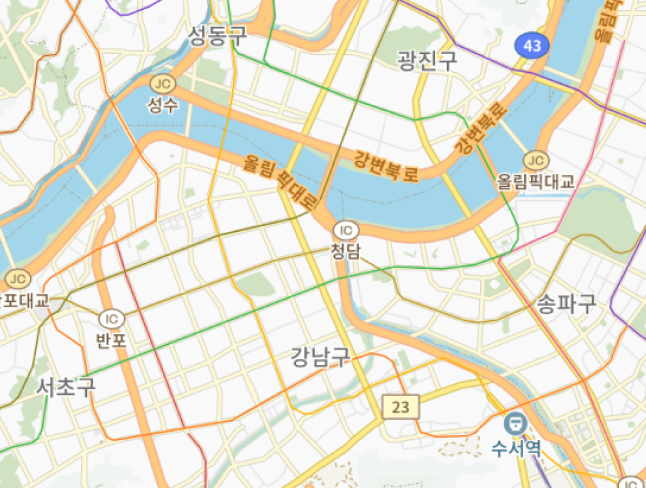 성동구
올림픽
43
광진구
JC
성수
강변북로
강변북로
올림픽대로
JC
올림픽대교
IC
청담
JC
포대교
송파구
IC
반포
강남구
서초구
23
수서역
IC